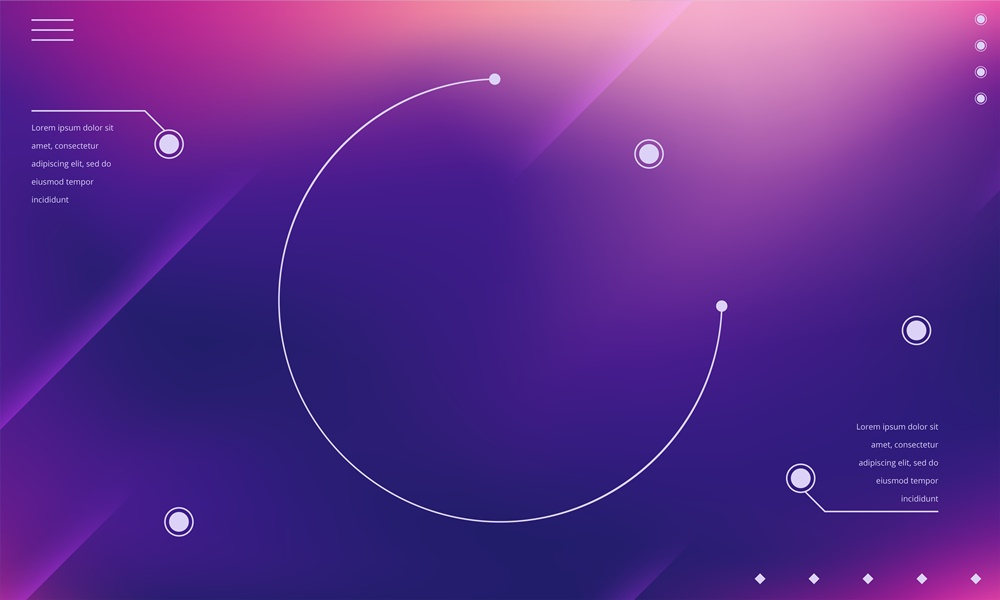 Lorem ipsum dolor sit
amet, consectetur
adipiscing elit, sed do
eiusmod tempor
incididunt
Lorem ipsum dolor sit
amet, consectetur
adipiscing elit, sed do
eiusmod tempor
incididunt